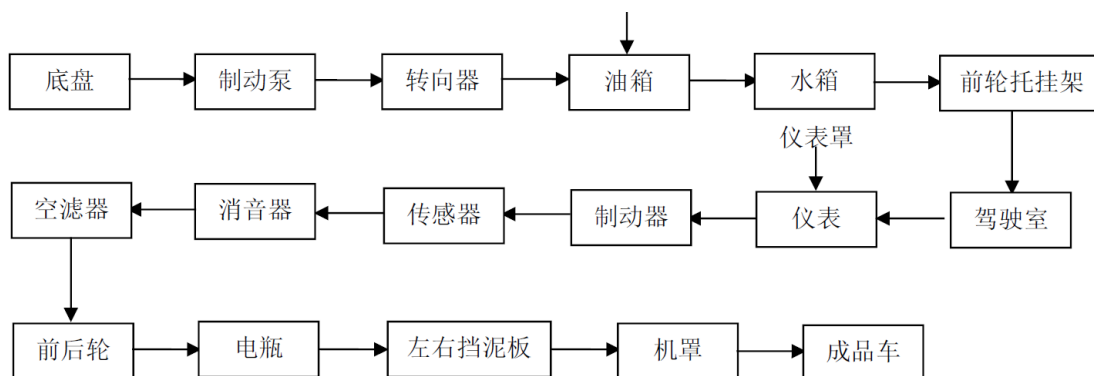 底盘
制动泵
转向器
油箱
水箱
前轮托挂架
仪表罩
空滤器
消音器
传感器
制动器
仪表
驾驶室
前后轮
电瓶
左右挡泥板
机罩
成品车